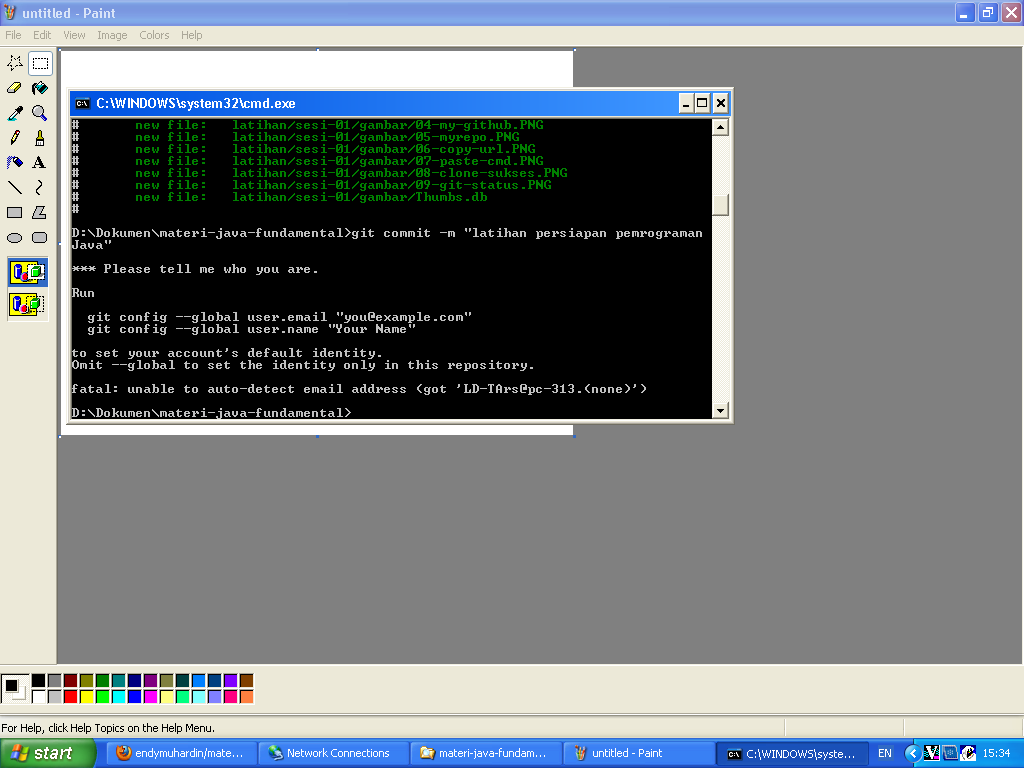 untitled - Paint
File Edit View Image Colors Help
C:\WINDOWS\system32\cmd.exe
# new file: latihan/sesi-01/gambar/04-my-github.PNG
# new file: latihan/sesi-01/gambar/05-myrepo.PNG
# new file: latihan/sesi-01/gambar/06-copy-url.PNG
# new file: latihan/sesi-01/gambar/07-paste-cmd.PNG
# new file: latihan/sesi-01/gambar/08-clone-sukses.PNG
# new file: latihan/sesi-01/gambar/09-git-status.PNG
# new file: latihan/sesi-01/gambar/Thumbs.db
#
D:\Dokumen\materi-java-fundamental>git commit -m "latihan persiapan pemrograman
Java"
*** Please tell me who you are.
Run
git config --global user.email "you@example.com"
git config --global user.name "Your Name"
to set your account's default identity.
Omit --global to set the identity only in this repository.
fatal: unable to auto-detect email address (got 'LD-TArs@pc-313.(none)')
D:\Dokumen\materi-java-fundamental>
For Help, click Help Topics on the Help Menu.
start endymuhardin/mate... Network Connections materi-java-fundam... untitled - Paint C:\WINDOWS\syste... EN 15:34